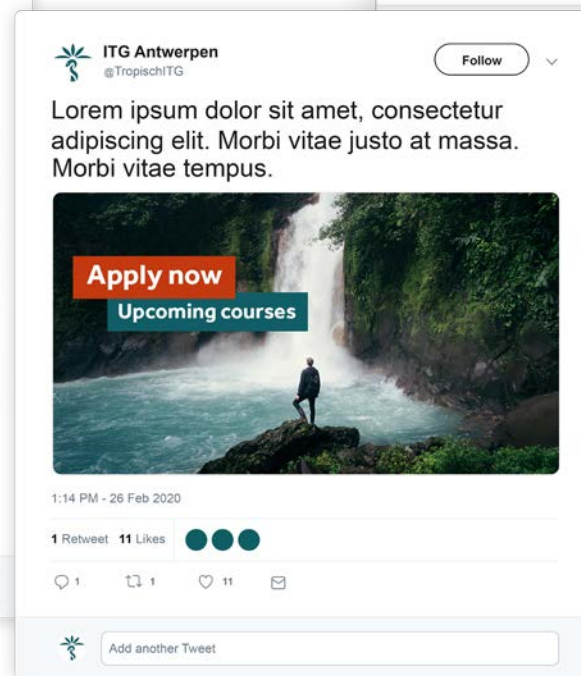 ITG Antwerpen
@TropischITG
Follow
Lorem ipsum dolor sit amet, consectetur
adipiscing elit. Morbi vitae justo at massa.
Morbi vitae tempus.
Apply now
Upcoming courses
1:14 PM - 26 Feb 2020
1 Retweet 11 Likes
1 1 11
Add another Tweet